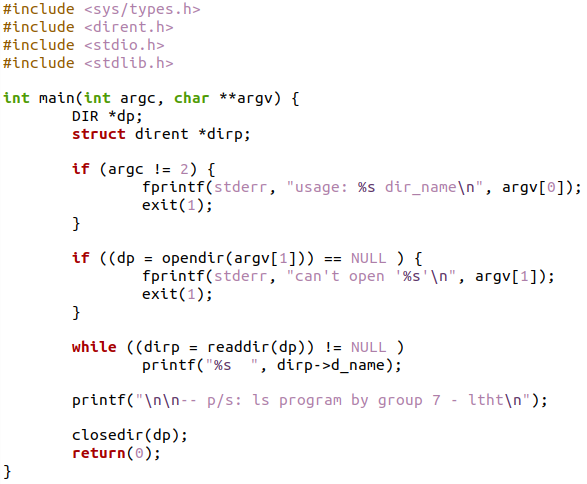 #include <sys/types.h>
#include <dirent.h>
#include <stdio.h>
#include <stdlib.h>

int main(int argc, char **argv) {
        DIR *dp;
        struct dirent *dirp;

        if (argc != 2) {
                fprintf(stderr, "usage: %s dir_name\n", argv[0]);
                exit(1);
        }

        if ((dp = opendir(argv[1])) == NULL ) {
                fprintf(stderr, "can't open '%s'\n", argv[1]);
                exit(1);
        }

        while ((dirp = readdir(dp)) != NULL )
                printf("%s  ", dirp->d_name);

        printf("\n\n-- p/s: ls program by group 7 - ltht\n");

        closedir(dp);
        return(0);
}